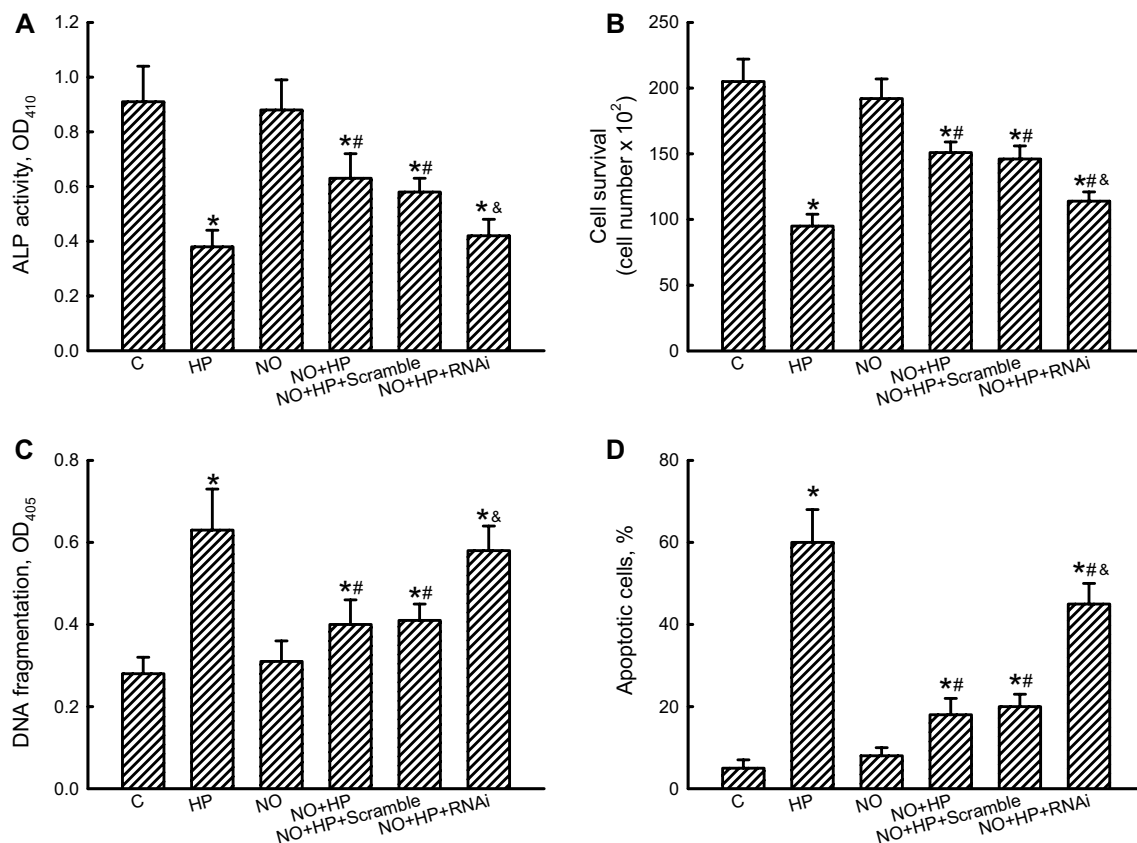 A
ALP activity, OD410
1.2
1.0
0.8
0.6
0.4
0.2
0.0
*
*#
*#
*&
C
HP
NO
NO+HP
NO+HP+Scramble
NO+HP+RNAi
B
Cell survival
(cell number x 10²)
250
200
150
100
50
0
*
*#
*#
*#&
C
HP
NO
NO+HP
NO+HP+Scramble
NO+HP+RNAi
C
DNA fragmentation, OD405
0.8
0.6
0.4
0.2
0.0
*
*#
*#
*&
C
HP
NO
NO+HP
NO+HP+Scramble
NO+HP+RNAi
D
Apoptotic cells, %
80
60
40
20
0
*
*#
*#
*#&
C
HP
NO
NO+HP
NO+HP+Scramble
NO+HP+RNAi